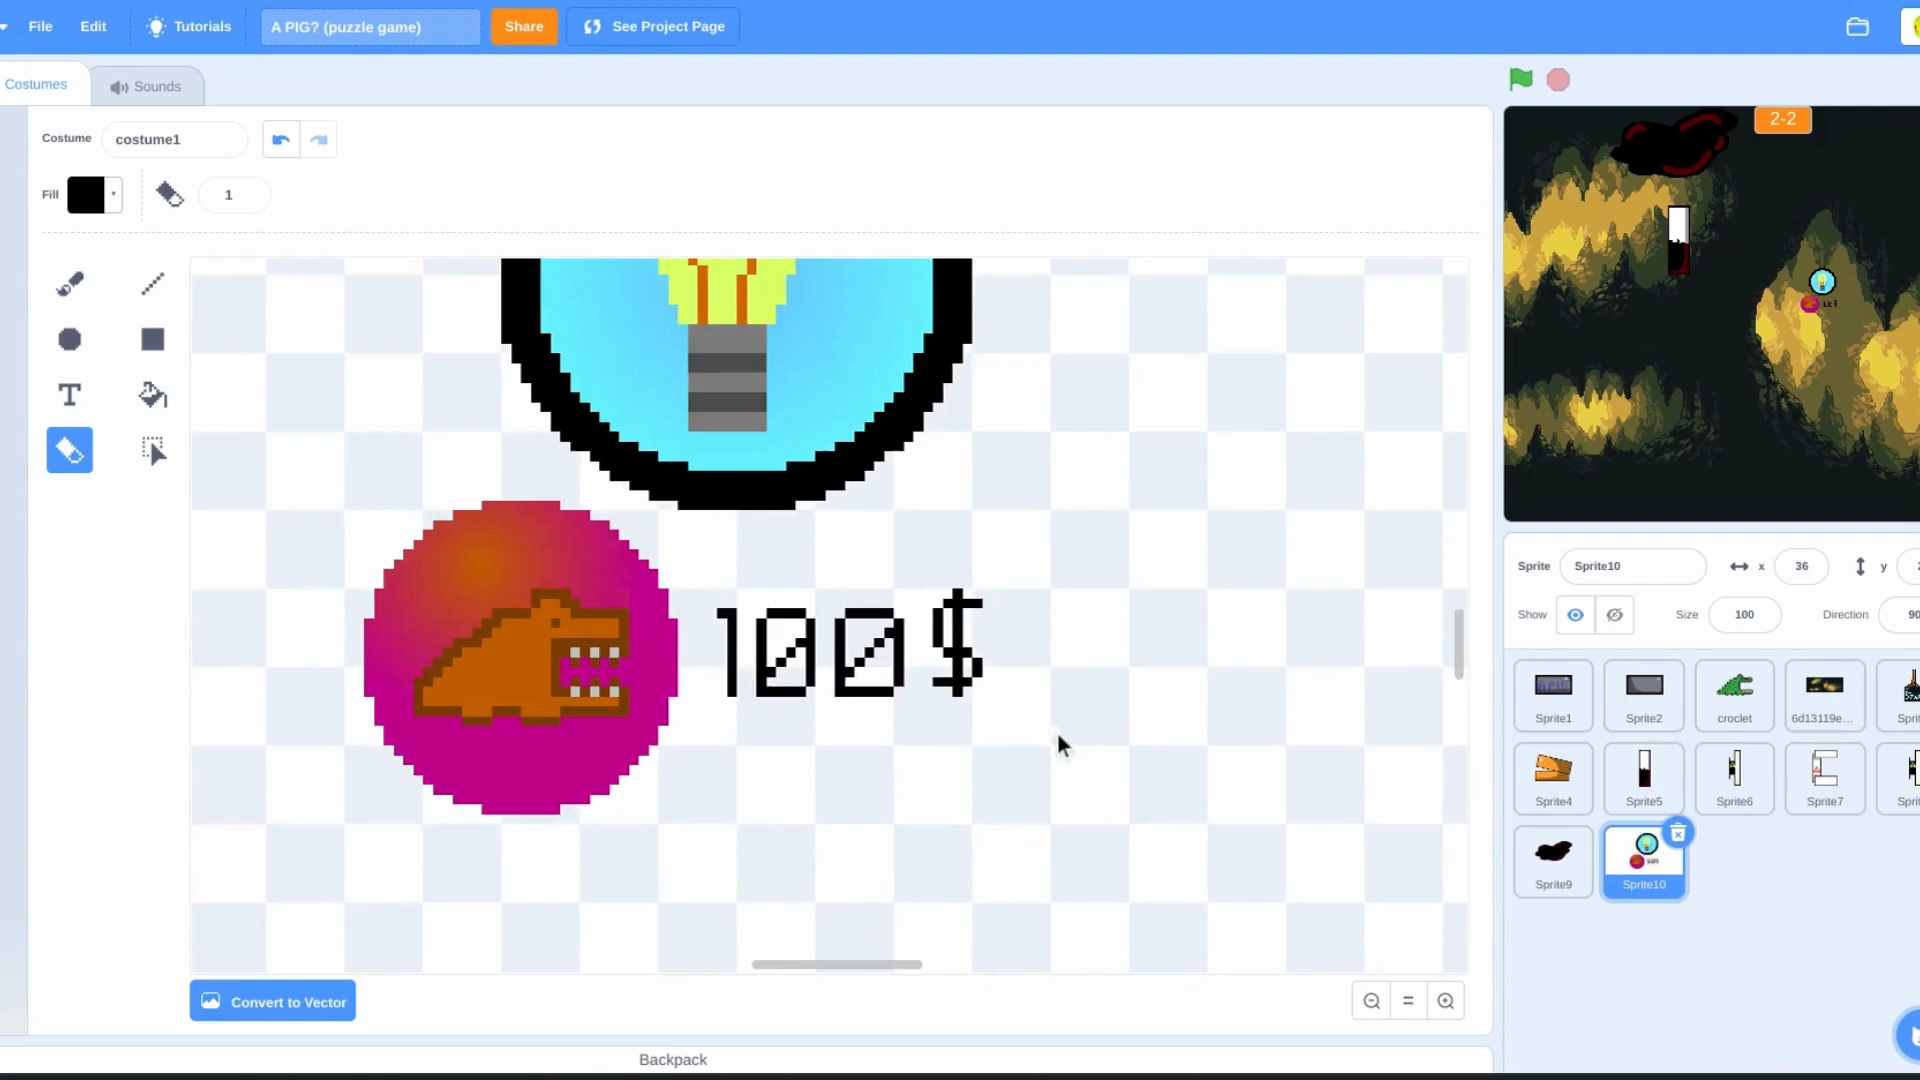 File Edit Tutorials A PIG? (puzzle game) Share See Project Page
Costumes Sounds
Costume costume1
Fill 1
2-2
100$
Sprite Sprite10 x 36 y
Show Size 100 Direction 90
Sprite1 Sprite2 croclet 6d13119e...
Sprite4 Sprite5 Sprite6 Sprite7
Sprite9 Sprite10
Convert to Vector
Backpack